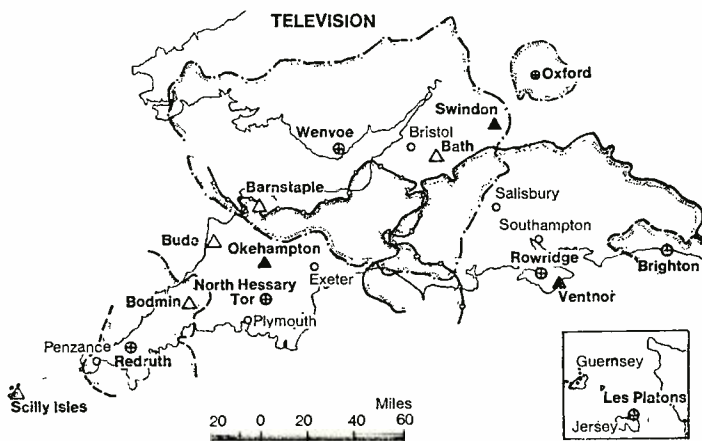 TELEVISION
Oxford
Swindon
Wenvoe
Bristol
Bath
Barnstaple
Salisbury
Southampton
Bude
Okehampton
Rowridge
Brighton
Exeter
North Hessary
Tor
Ventnor
Bodmin
Plymouth
Penzance
Redruth
Guernsey
Les Platons
Scilly Isles
Jersey
Miles
20 0 20 40 60